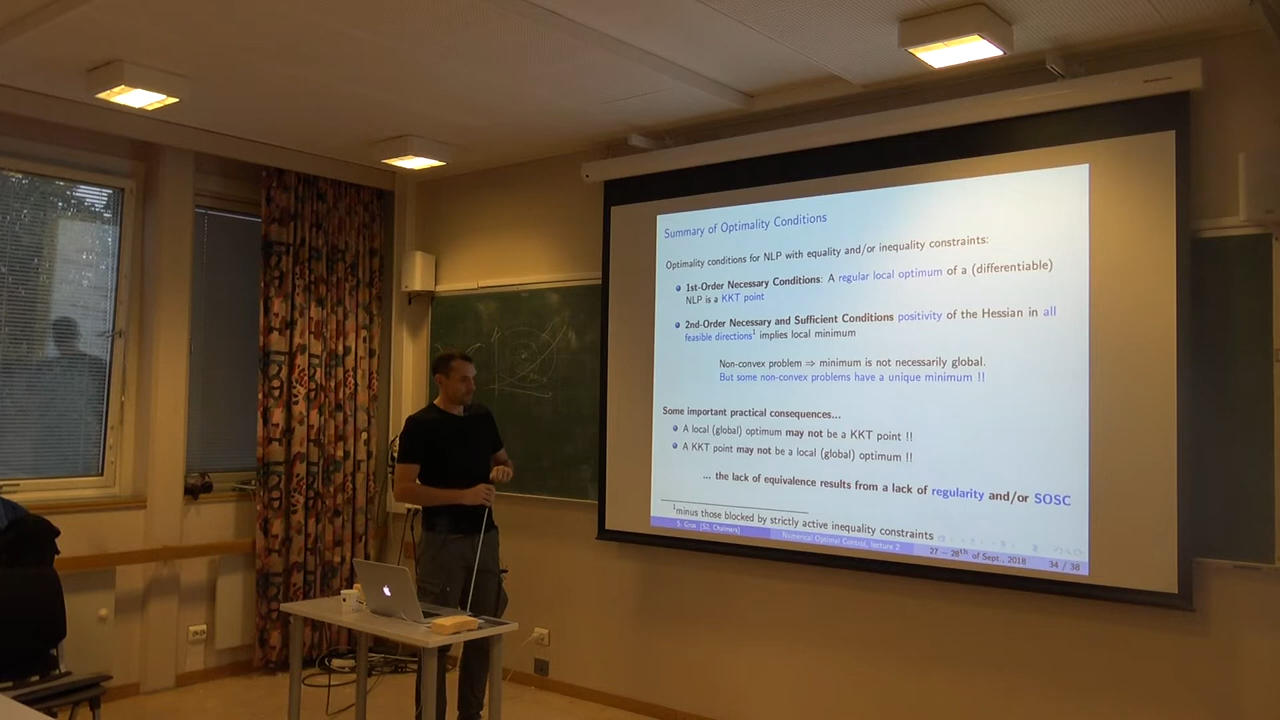 Summary of Optimality Conditions
Optimality conditions for NLP with equality and/or inequality constraints:
1st-Order Necessary Conditions: A regular local optimum of a (differentiable)
NLP is a KKT point
2nd-Order Necessary and Sufficient Conditions positivity of the Hessian in all
feasible directions¹ implies local minimum
Non-convex problem ⇒ minimum is not necessarily global.
But some non-convex problems have a unique minimum !!
Some important practical consequences...
A local (global) optimum may not be a KKT point !!
A KKT point may not be a local (global) optimum !!
... the lack of equivalence results from a lack of regularity and/or SOSC
¹minus those blocked by strictly active inequality constraints
S. Gros (S2, Chalmers) Numerical Optimal Control, lecture 2 27 – 28th of Sept., 2018 34 / 38